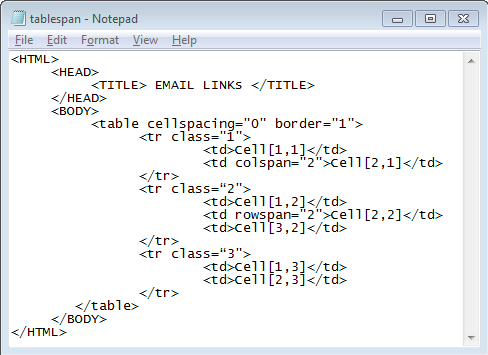 tablespan - Notepad
File Edit Format View Help
<HTML>
<HEAD>
<TITLE> EMAIL LINKs </TITLE>
</HEAD>
<BODY>
<table cellspacing="0" border="1">
<tr class="1">
<td>Cell[1,1]</td>
<td colspan="2">Cell[2,1]</td>
</tr>
<tr class=“2">
<td>Cell[1,2]</td>
<td rowspan="2">Cell[2,2]</td>
<td>Cell[3,2]</td>
</tr>
<tr class=“3">
<td>Cell[1,3]</td>
<td>Cell[2,3]</td>
</tr>
</table>
</BODY>
</HTML>